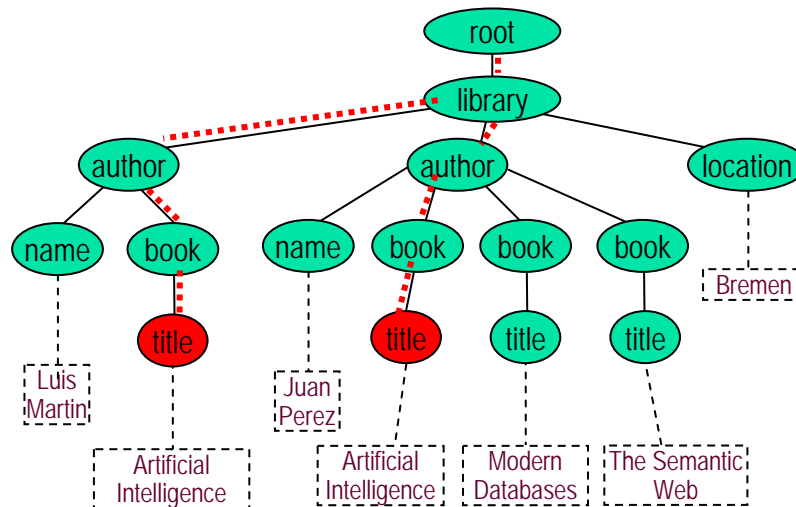 root
library
author
author
location
name
book
name
book
book
book
Bremen
title
title
title
title
Luis
Martin
Juan
Perez
Artificial
Intelligence
Artificial
Intelligence
Modern
Databases
The Semantic
Web